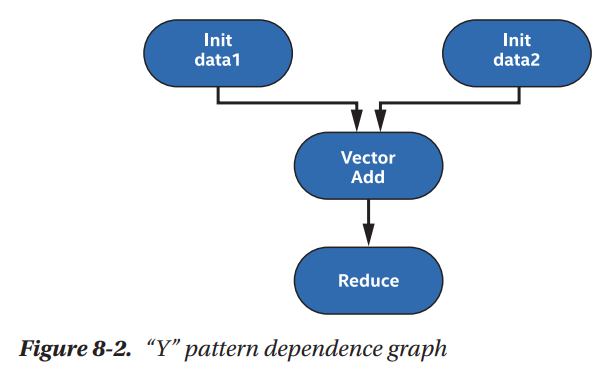 Init
data1
Init
data2
Vector
Add
Reduce
Figure 8-2. “Y” pattern dependence graph